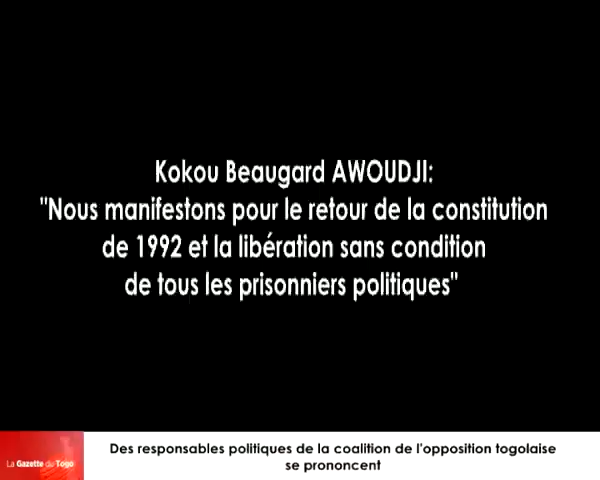 Kokou Beaugard AWOUDJI:
"Nous manifestons pour le retour de la constitution
de 1992 et la libération sans condition
de tous les prisonniers politiques"
La Gazette du Togo
Des responsables politiques de la coalition de l'opposition togolaise
se prononcent